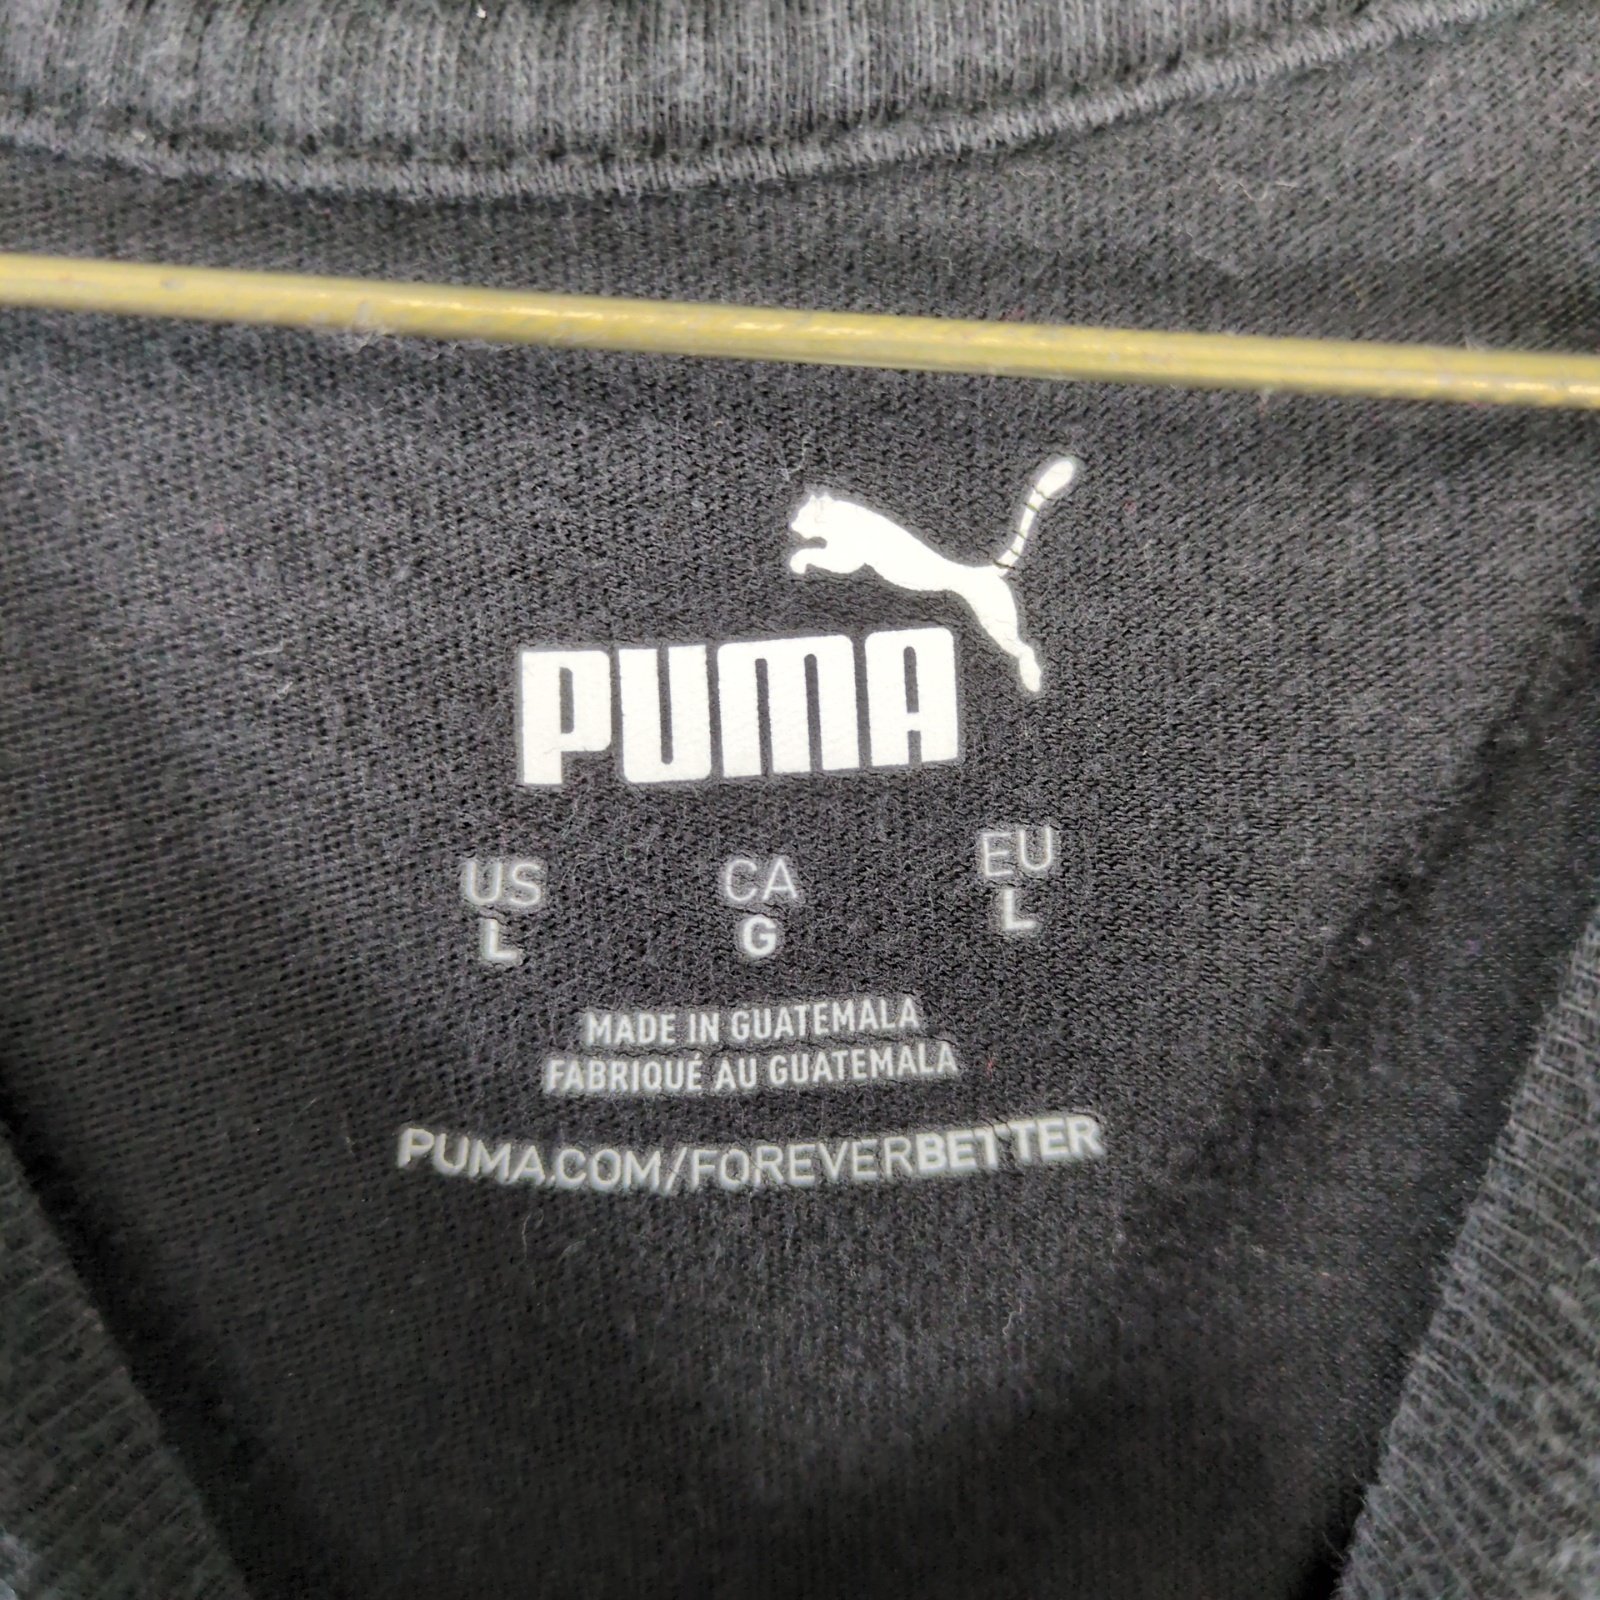 PUMA
US CA EU
L G L
MADE IN GUATEMALA
FABRIQUÉ AU GUATEMALA
PUMA.COM/FOREVERBETTER